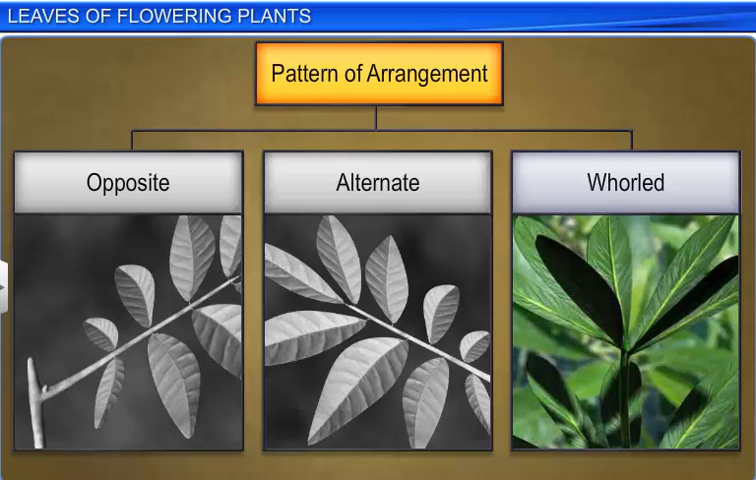 LEAVES OF FLOWERING PLANTS
Pattern of Arrangement
Opposite
Alternate
Whorled